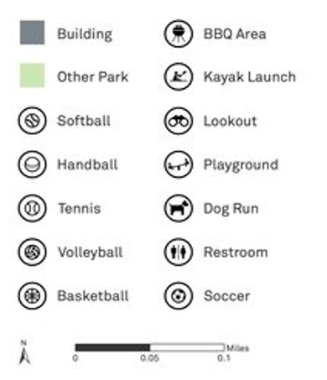 Building
Other Park
Softball
Handball
Tennis
Volleyball
Basketball
BBQ Area
Kayak Launch
Lookout
Playground
Dog Run
Restroom
Soccer
N
Miles
0 0.05 0.1